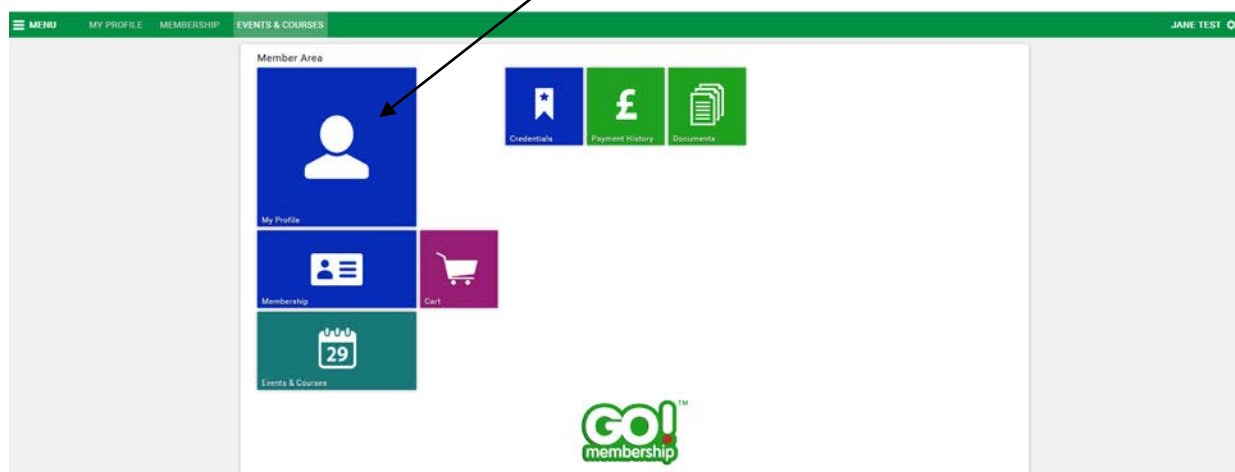 MENU MY PROFILE MEMBERSHIP EVENTS & COURSES JANE TEST
Member Area
My Profile
Credentials
£
Payment History
Documents
Membership
Cart
29
Events & Courses
GO!™
membership